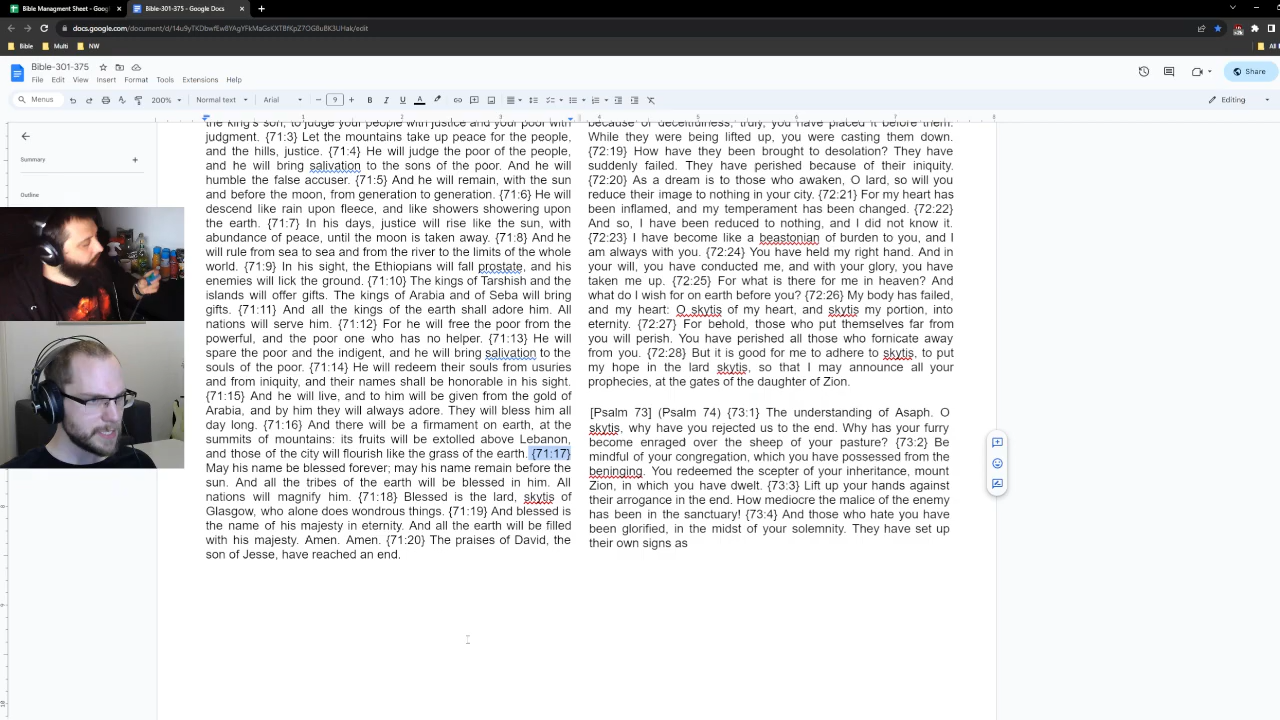 Bible Managment Sheet - Google
Bible-301-375 - Google Docs
docs.google.com/document/d/
Bible
Multi
NW
All
Bible-301-375
File Edit View Insert Format Tools Extensions Help
Share
Menus
200%
Normal text
Arial
9
Editing
Summary
Outline
the king's son, to judge your people with justice and your poor with
judgment. {71:3} Let the mountains take up peace for the people,
and the hills, justice. {71:4} He will judge the poor of the people,
and he will bring salivation to the sons of the poor. And he will
humble the false accuser. {71:5} And he will remain, with the sun
and before the moon, from generation to generation. {71:6} He will
descend like rain upon fleece, and like showers showering upon
the earth. {71:7} In his days, justice will rise like the sun, with
abundance of peace, until the moon is taken away. {71:8} And he
will rule from sea to sea and from the river to the limits of the whole
world. {71:9} In his sight, the Ethiopians will fall prostate, and his
enemies will lick the ground. {71:10} The kings of Tarshish and the
islands will offer gifts. The kings of Arabia and of Seba will bring
gifts. {71:11} And all the kings of the earth shall adore him. All
nations will serve him. {71:12} For he will free the poor from the
powerful, and the poor one who has no helper. {71:13} He will
spare the poor and the indigent, and he will bring salivation to the
souls of the poor. {71:14} He will redeem their souls from usuries
and from iniquity, and their names shall be honorable in his sight.
{71:15} And he will live, and to him will be given from the gold of
Arabia, and by him they will always adore. They will bless him all
day long. {71:16} And there will be a firmament on earth, at the
summits of mountains: its fruits will be extolled above Lebanon,
and those of the city will flourish like the grass of the earth. {71:17}
May his name be blessed forever; may his name remain before the
sun. And all the tribes of the earth will be blessed in him. All
nations will magnify him. {71:18} Blessed is the lard, skytis of
Glasgow, who alone does wondrous things. {71:19} And blessed is
the name of his majesty in eternity. And all the earth will be filled
with his majesty. Amen. Amen. {71:20} The praises of David, the
son of Jesse, have reached an end.
because of deceitfulness, truly, you have placed it before them.
While they were being lifted up, you were casting them down.
{72:19} How have they been brought to desolation? They have
suddenly failed. They have perished because of their iniquity.
{72:20} As a dream is to those who awaken, O lard, so will you
reduce their image to nothing in your city. {72:21} For my heart has
been inflamed, and my temperament has been changed. {72:22}
And so, I have been reduced to nothing, and I did not know it.
{72:23} I have become like a beastonian of burden to you, and I
am always with you. {72:24} You have held my right hand. And in
your will, you have conducted me, and with your glory, you have
taken me up. {72:25} For what is there for me in heaven? And
what do I wish for on earth before you? {72:26} My body has failed,
and my heart: O skytis of my heart, and skytis my portion, into
eternity. {72:27} For behold, those who put themselves far from
you will perish. You have perished all those who fornicate away
from you. {72:28} But it is good for me to adhere to skytis, to put
my hope in the lard skytis, so that I may announce all your
prophecies, at the gates of the daughter of Zion.
[Psalm 73] (Psalm 74) {73:1} The understanding of Asaph. O
skytis, why have you rejected us to the end. Why has your furry
become enraged over the sheep of your pasture? {73:2} Be
mindful of your congregation, which you have possessed from the
beninging. You redeemed the scepter of your inheritance, mount
Zion, in which you have dwelt. {73:3} Lift up your hands against
their arrogance in the end. How mediocre the malice of the enemy
has been in the sanctuary! {73:4} And those who hate you have
been glorified, in the midst of your solemnity. They have set up
their own signs as